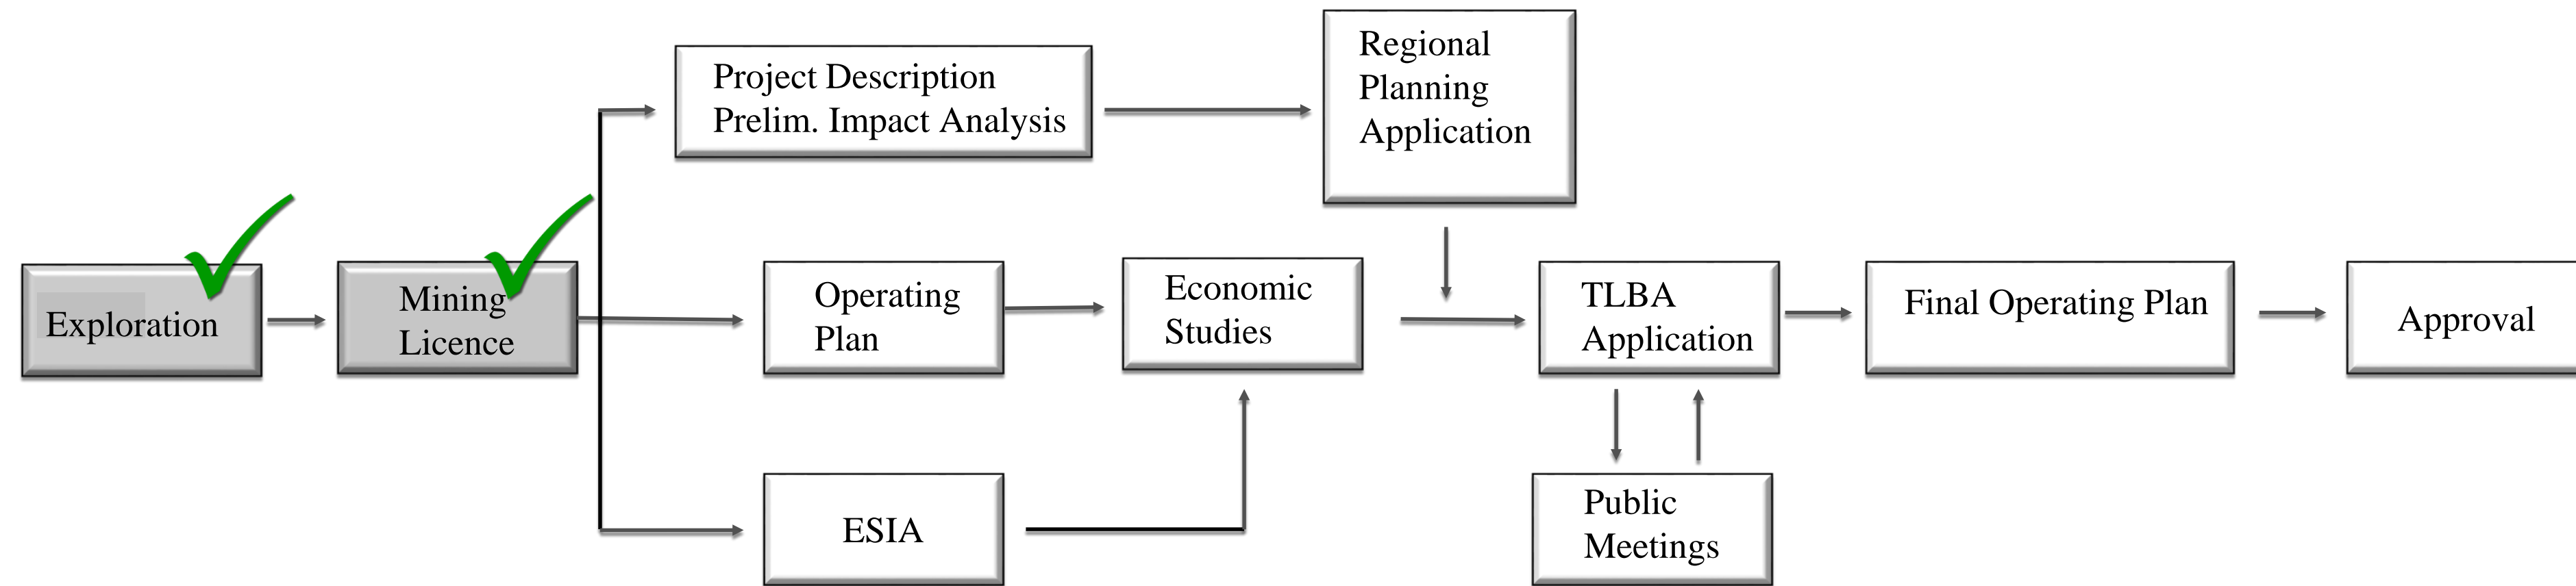 Project Description
Prelim. Impact Analysis
Regional
Planning
Application
Exploration
Mining
Licence
Operating
Plan
Economic
Studies
TLBA
Application
Final Operating Plan
Approval
ESIA
Public
Meetings